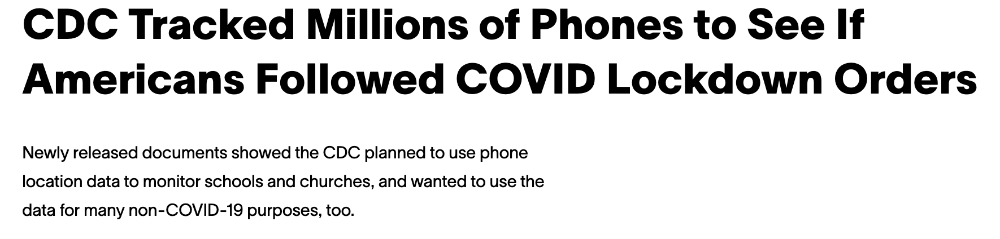 CDC Tracked Millions of Phones to See If
Americans Followed COVID Lockdown Orders
Newly released documents showed the CDC planned to use phone
location data to monitor schools and churches, and wanted to use the
data for many non-COVID-19 purposes, too.